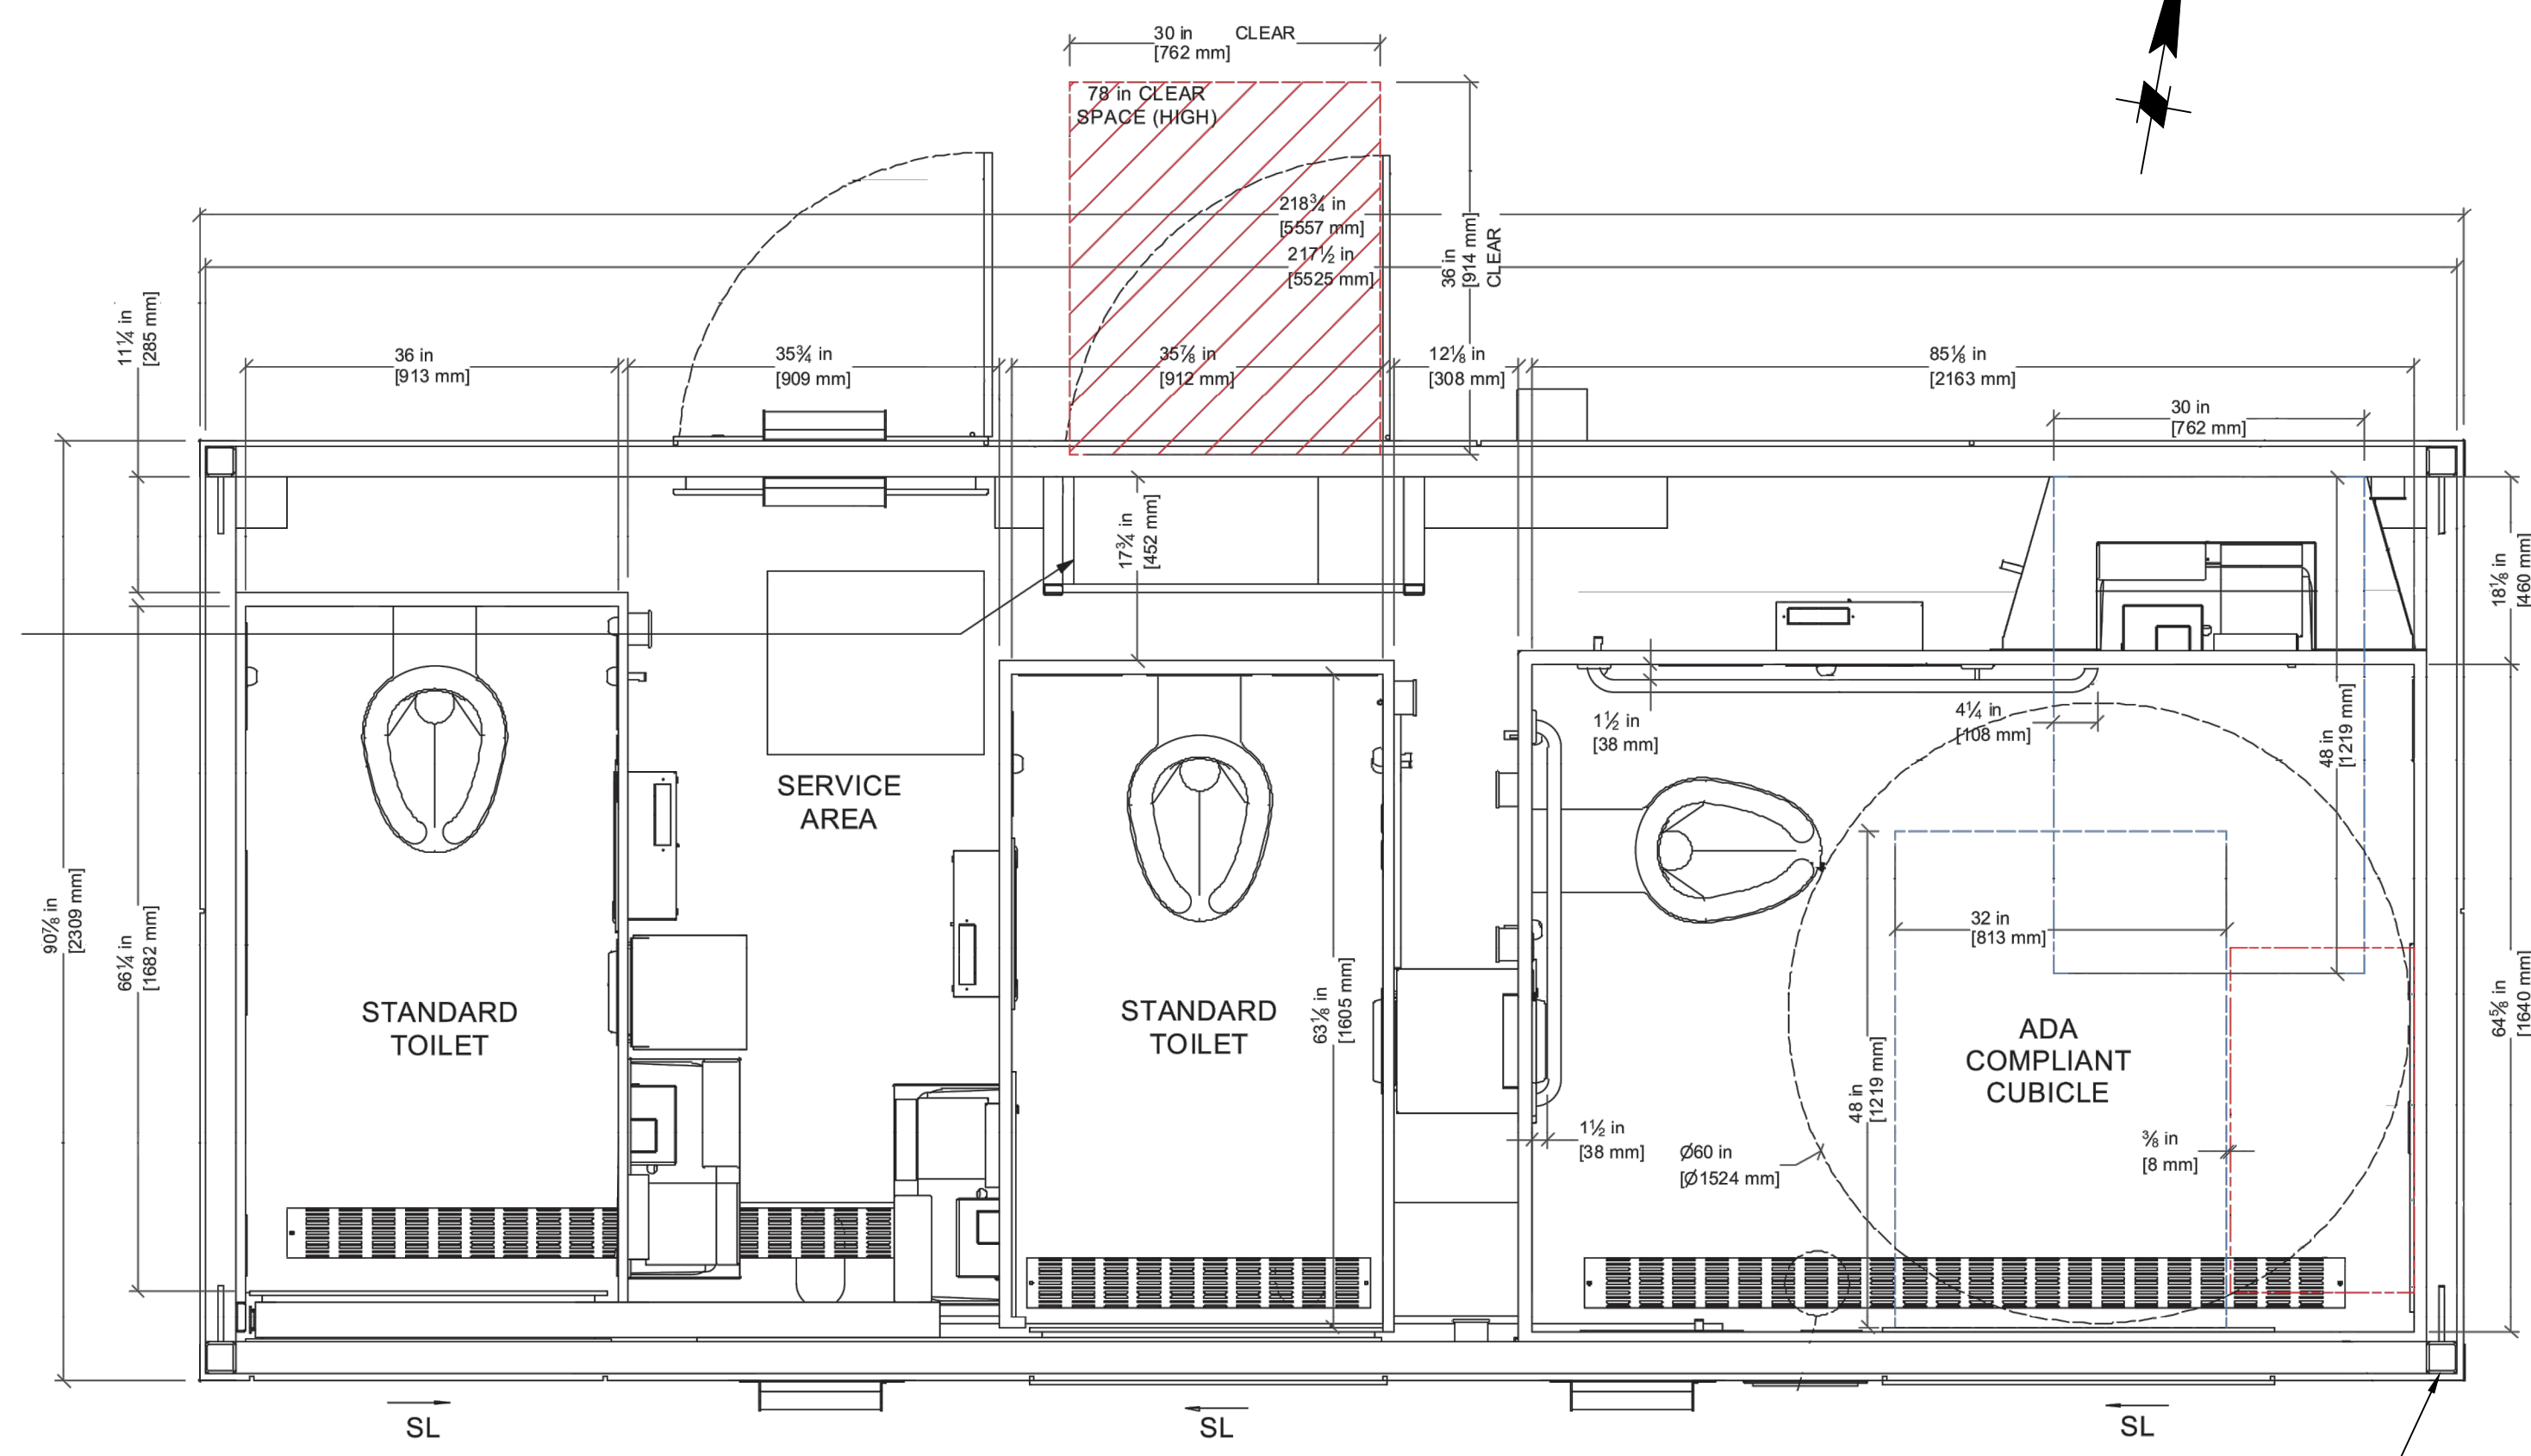 30 in CLEAR
[762 mm]
78 in CLEAR
SPACE (HIGH)
218¾ in
[5557 mm]
217½ in
[5525 mm]
36 in
[914 mm]
CLEAR
11¼ in
[285 mm]
36 in
[913 mm]
35¾ in
[909 mm]
35⅞ in
[912 mm]
12⅛ in
[308 mm]
85⅛ in
[2163 mm]
30 in
[762 mm]
17¾ in
[452 mm]
18⅛ in
[460 mm]
1½ in
[38 mm]
4¼ in
[108 mm]
48 in
[1219 mm]
SERVICE
AREA
90⅞ in
[2309 mm]
66¼ in
[1682 mm]
32 in
[813 mm]
STANDARD
TOILET
STANDARD
TOILET
63⅛ in
[1605 mm]
ADA
COMPLIANT
CUBICLE
64⅝ in
[1640 mm]
48 in
[1219 mm]
1½ in
[38 mm]
Ø60 in
[Ø1524 mm]
⅜ in
[8 mm]
SL
SL
SL